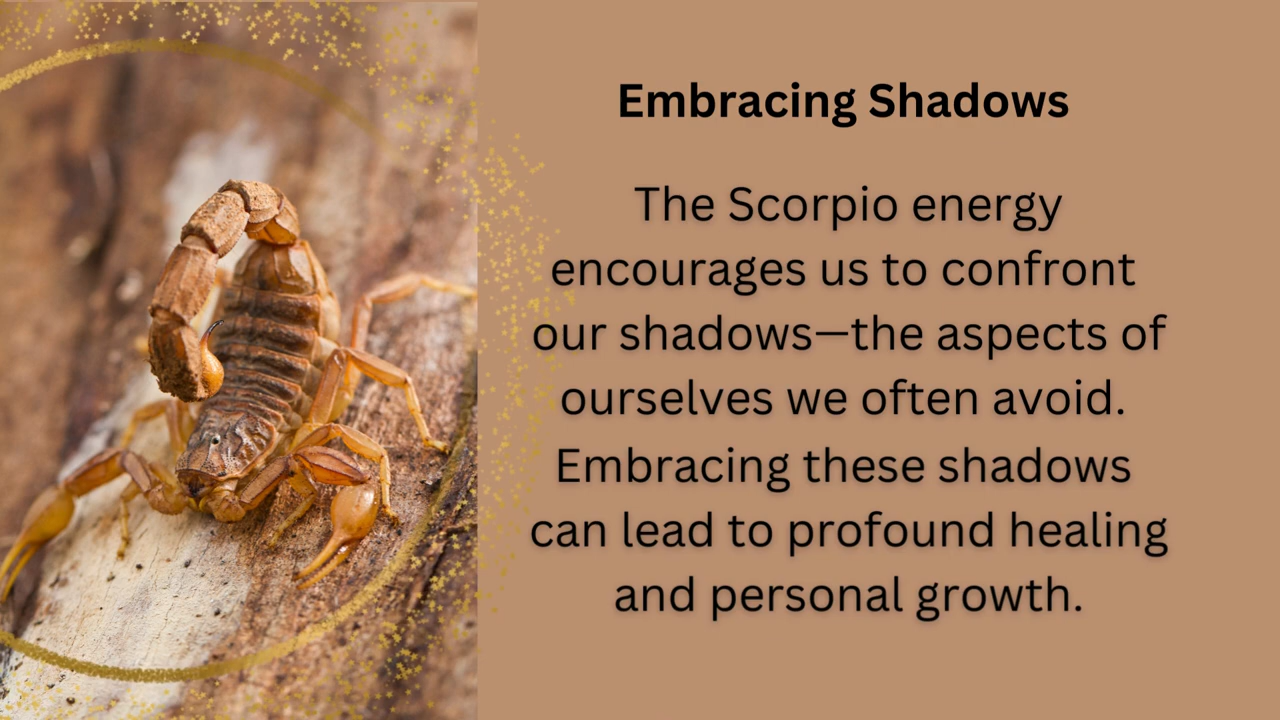 Embracing Shadows
The Scorpio energy
encourages us to confront
our shadows—the aspects of
ourselves we often avoid.
Embracing these shadows
can lead to profound healing
and personal growth.